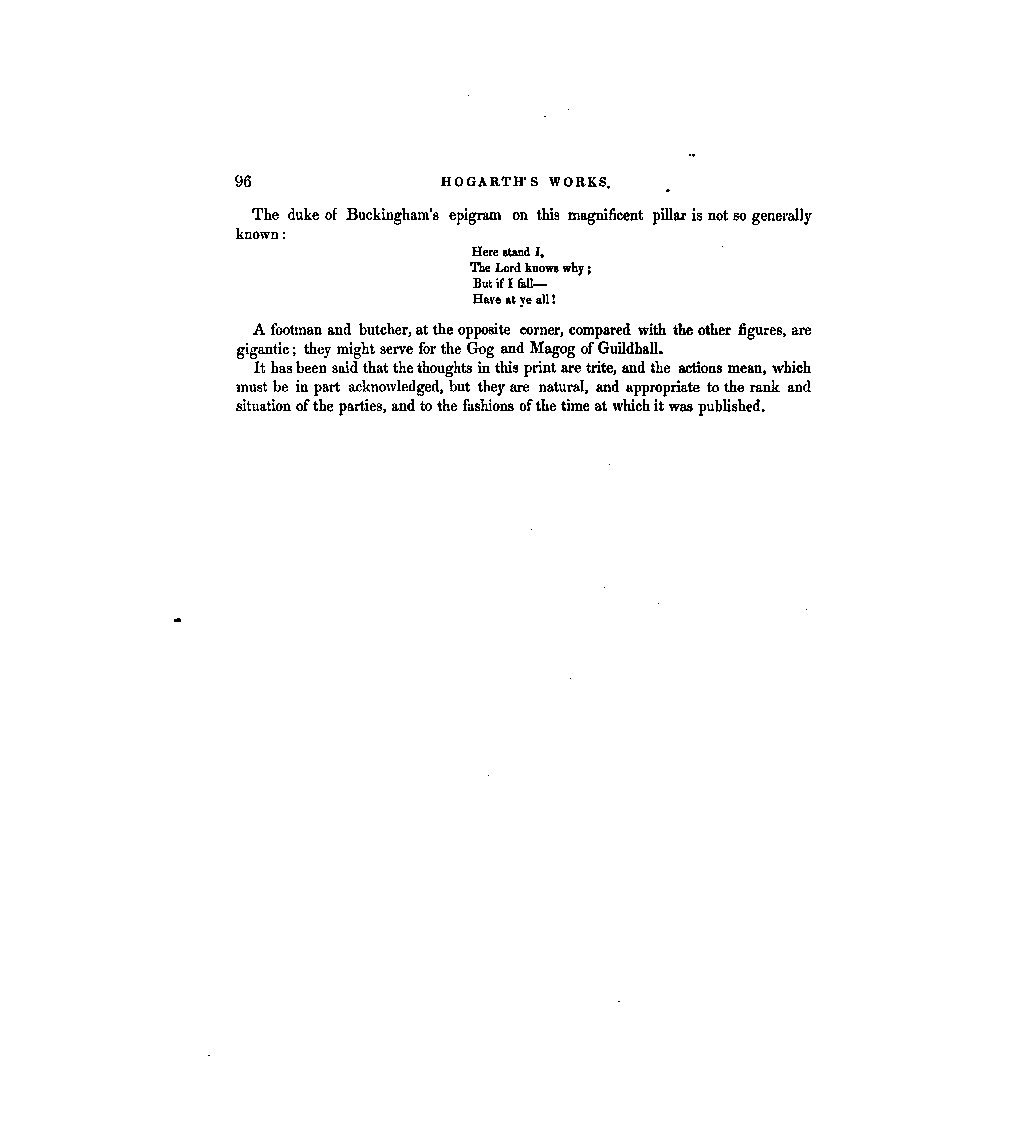 96 HOGARTH'S WORKS.
The duke of Buckingham's epigram on this magnificent pillar is not so generally
known:
Here stand I,
The Lord knows why;
But if I fall—
Have at ye all!
A footman and butcher, at the opposite corner, compared with the other figures, are
gigantic; they might serve for the Gog and Magog of Guildhall.
It has been said that the thoughts in this print are trite, and the actions mean, which
must be in part acknowledged, but they are natural, and appropriate to the rank and
situation of the parties, and to the fashions of the time at which it was published.